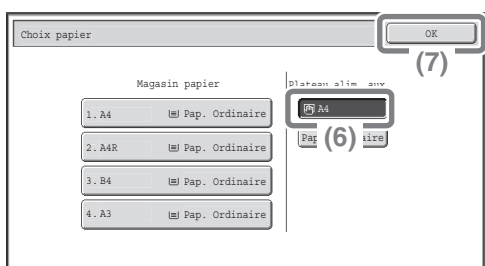 Choix papier
OK
(7)
Magasin papier
Plateau alim. aux.
1. A4 Pap. Ordinaire
A4
2. A4R Pap. Ordinaire
(6)
3. B4 Pap. Ordinaire
4. A3 Pap. Ordinaire